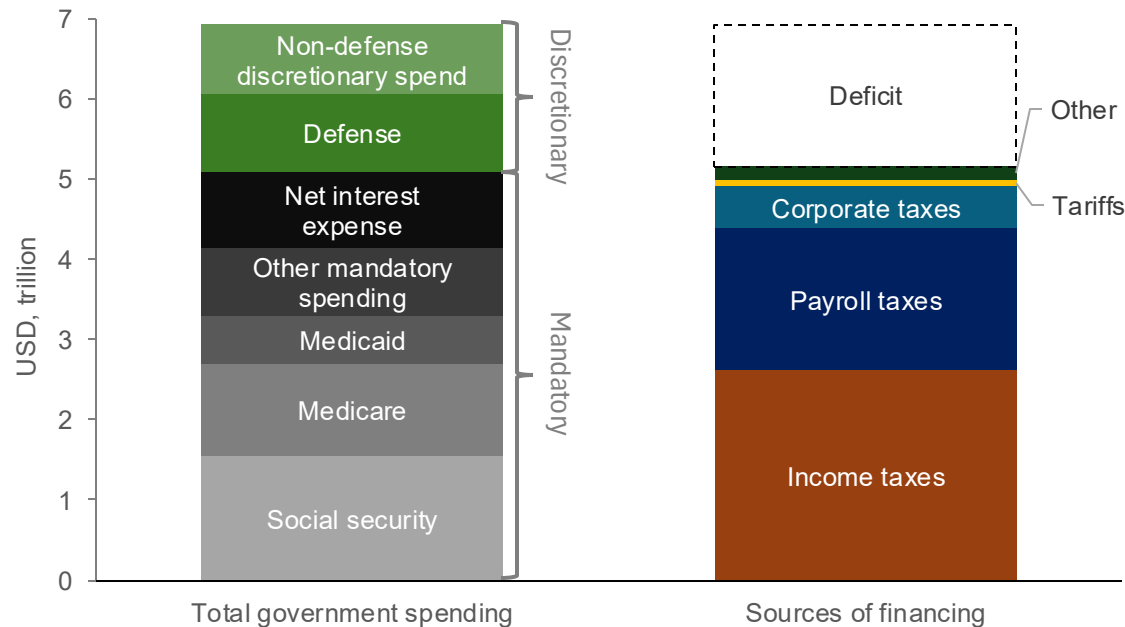 USD, trillion
7
6
5
4
3
2
1
0
Non-defense
discretionary spend
Defense
Net interest
expense
Other mandatory
spending
Medicaid
Medicare
Social security
Discretionary
Mandatory
Deficit
Other
Tariffs
Corporate taxes
Payroll taxes
Income taxes
Total government spending
Sources of financing